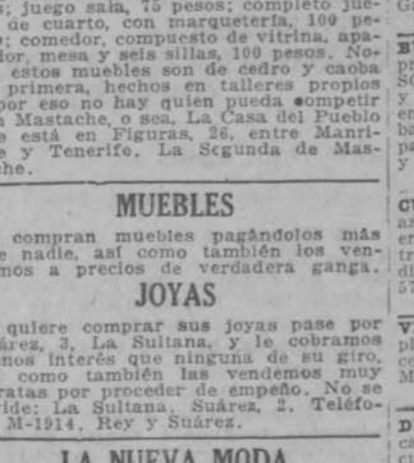 ; juego sala, 75 pesos; completo jue-
de cuarto, con marquetería, 100 pe-
; comedor, compuesto de vitrina, apa-
dor, mesa y seis sillas, 100 pesos. No-
estos muebles son de cedro y caoba
primera, hechos en talleres propios
por eso no hay quien pueda competir
Mastache, o sea, La Casa del Pueblo
e está en Figuras, 26, entre Manri-
e y Tenerife. La Segunda de Mas-
che.
MUEBLES
compran muebles pagándolos más
e nadie, así como también los ven-
mos a precios de verdadera ganga.
JOYAS
quiere comprar sus joyas pase por
árez, 3, La Sultana, y le cobramos
nos interés que ninguna de su giro,
como también las vendemos muy
ratas por proceder de empeño. No se
ride: La Sultana. Suárez, 2. Teléfo-
M-1914. Rey y Suárez.
LA NUEVA MODA